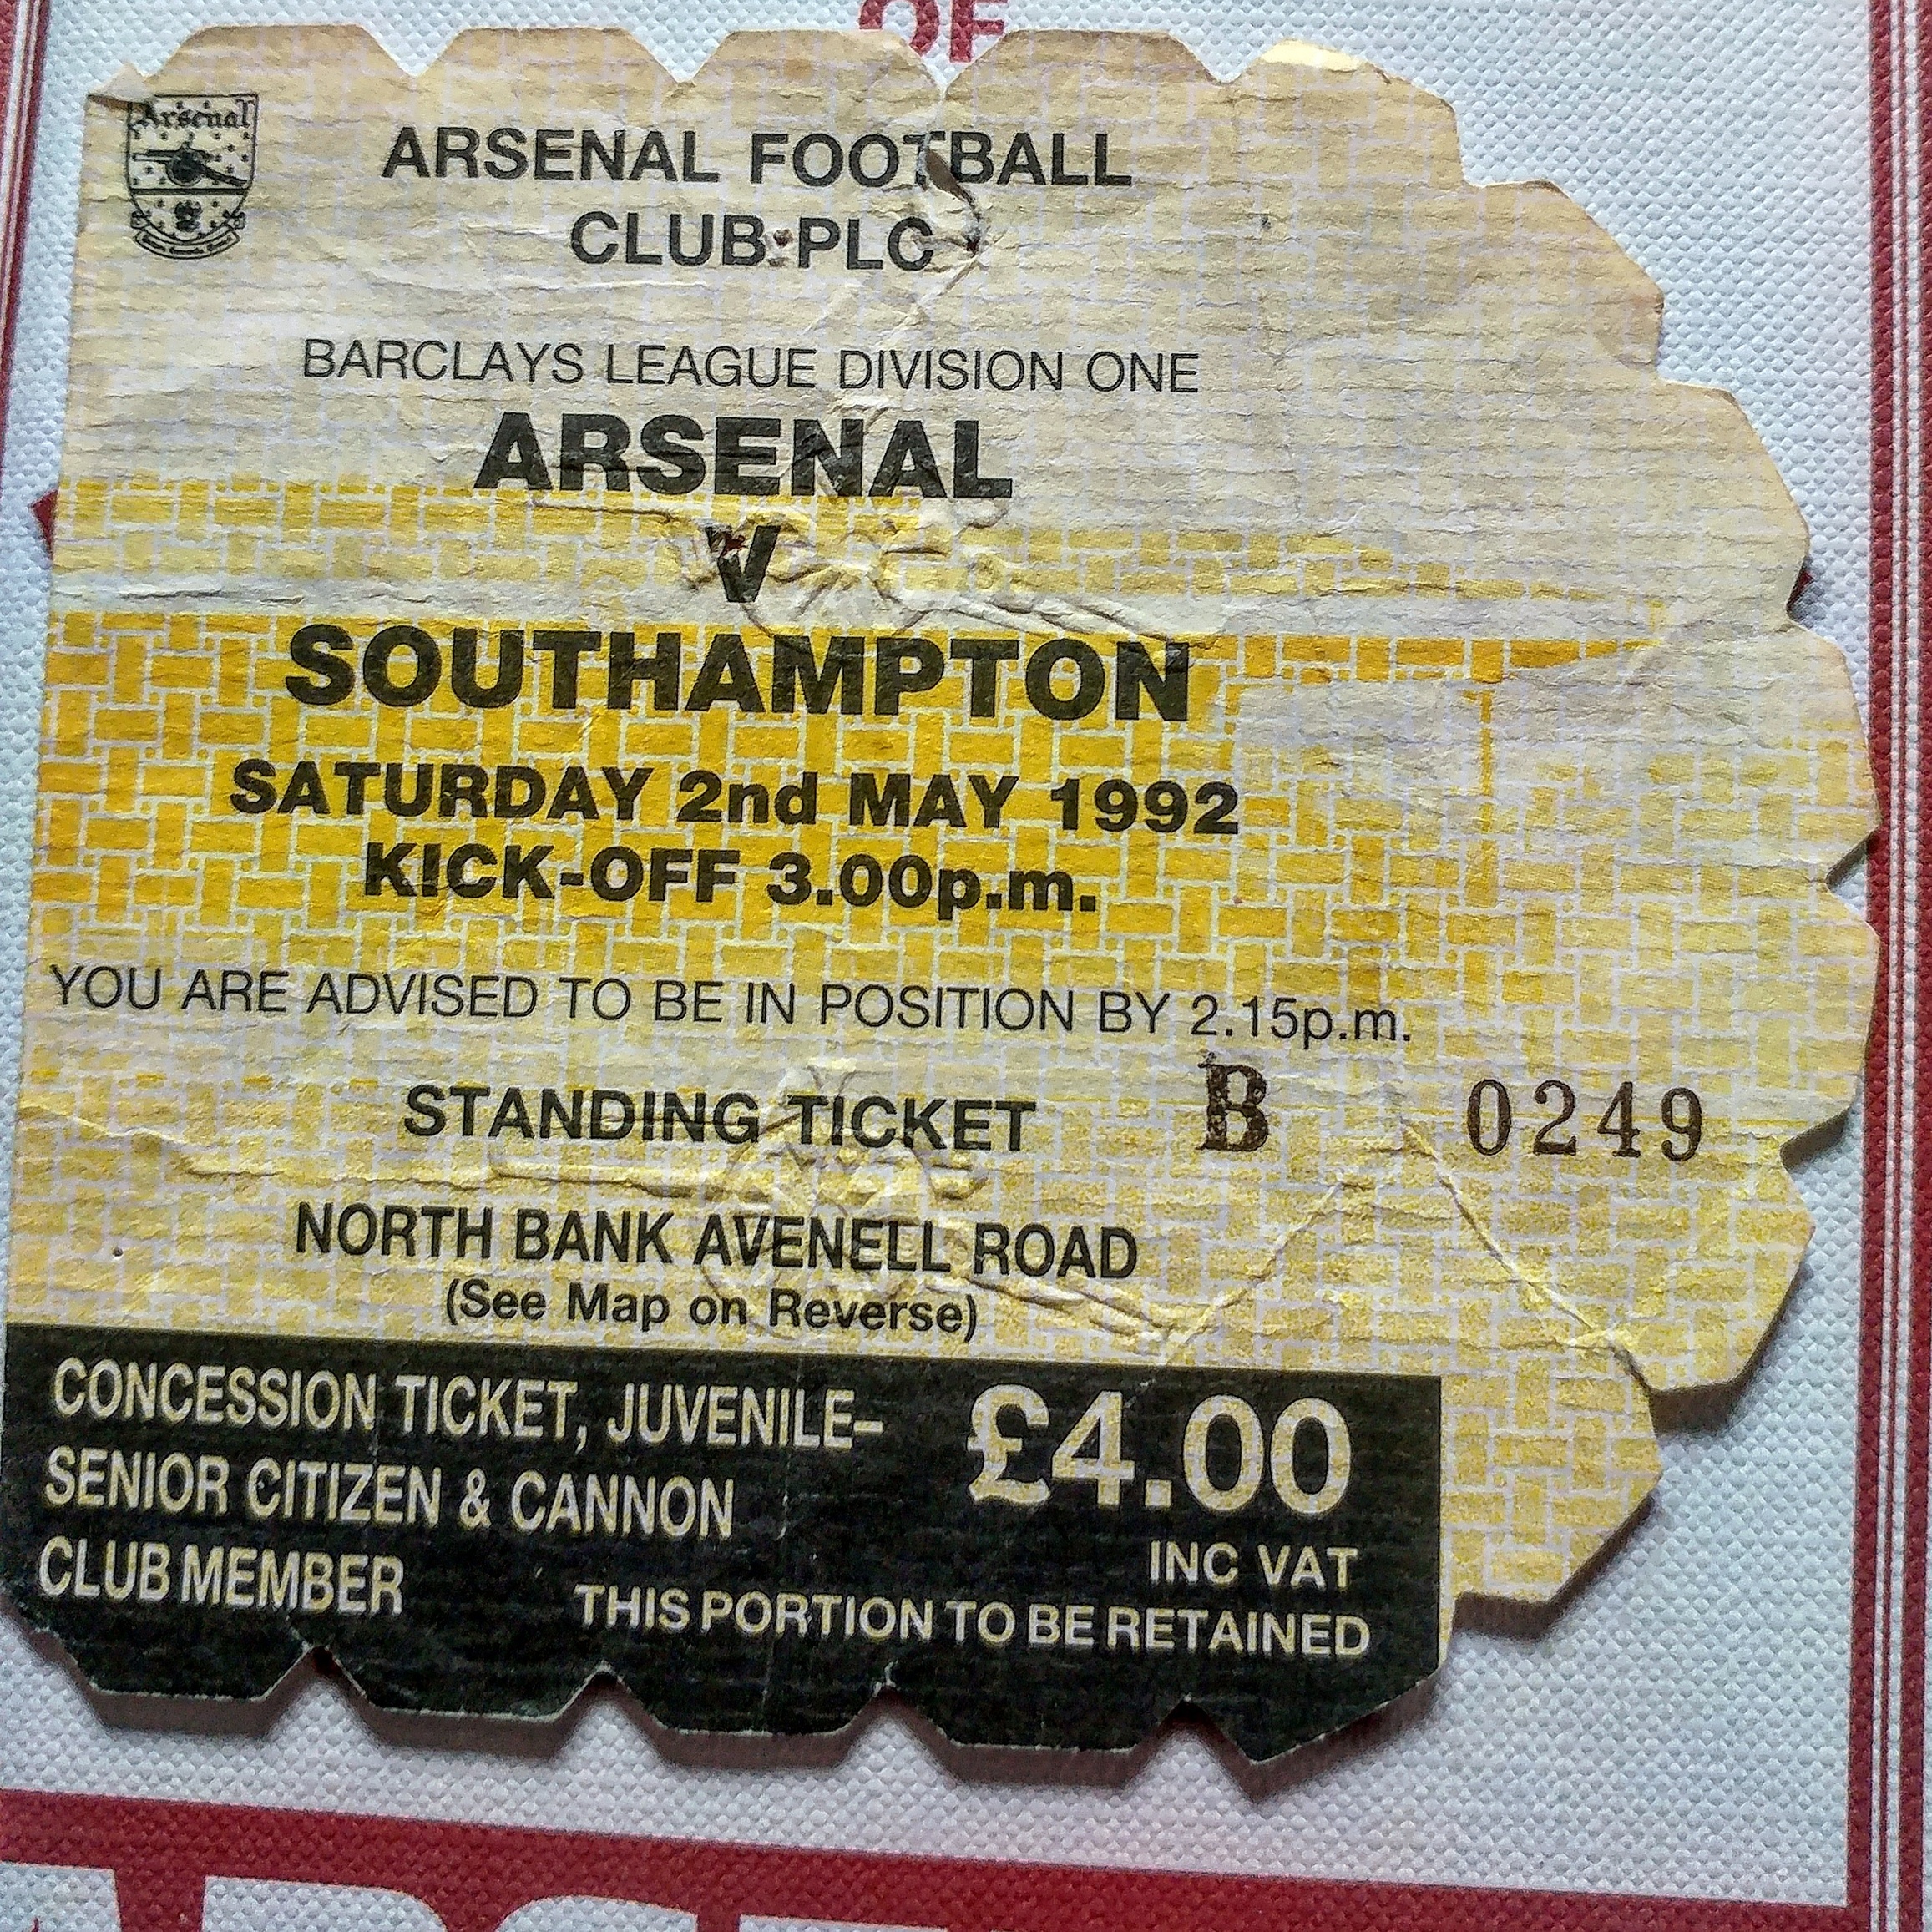 OF
Arsenal
ARSENAL FOOTBALL
CLUB PLC
BARCLAYS LEAGUE DIVISION ONE
ARSENAL
V
SOUTHAMPTON
SATURDAY 2nd MAY 1992
KICK-OFF 3.00p.m.
YOU ARE ADVISED TO BE IN POSITION BY 2.15p.m.
STANDING TICKET B 0249
NORTH BANK AVENELL ROAD
(See Map on Reverse)
CONCESSION TICKET, JUVENILE-
SENIOR CITIZEN & CANNON
CLUB MEMBER
£4.00
INC VAT
THIS PORTION TO BE RETAINED